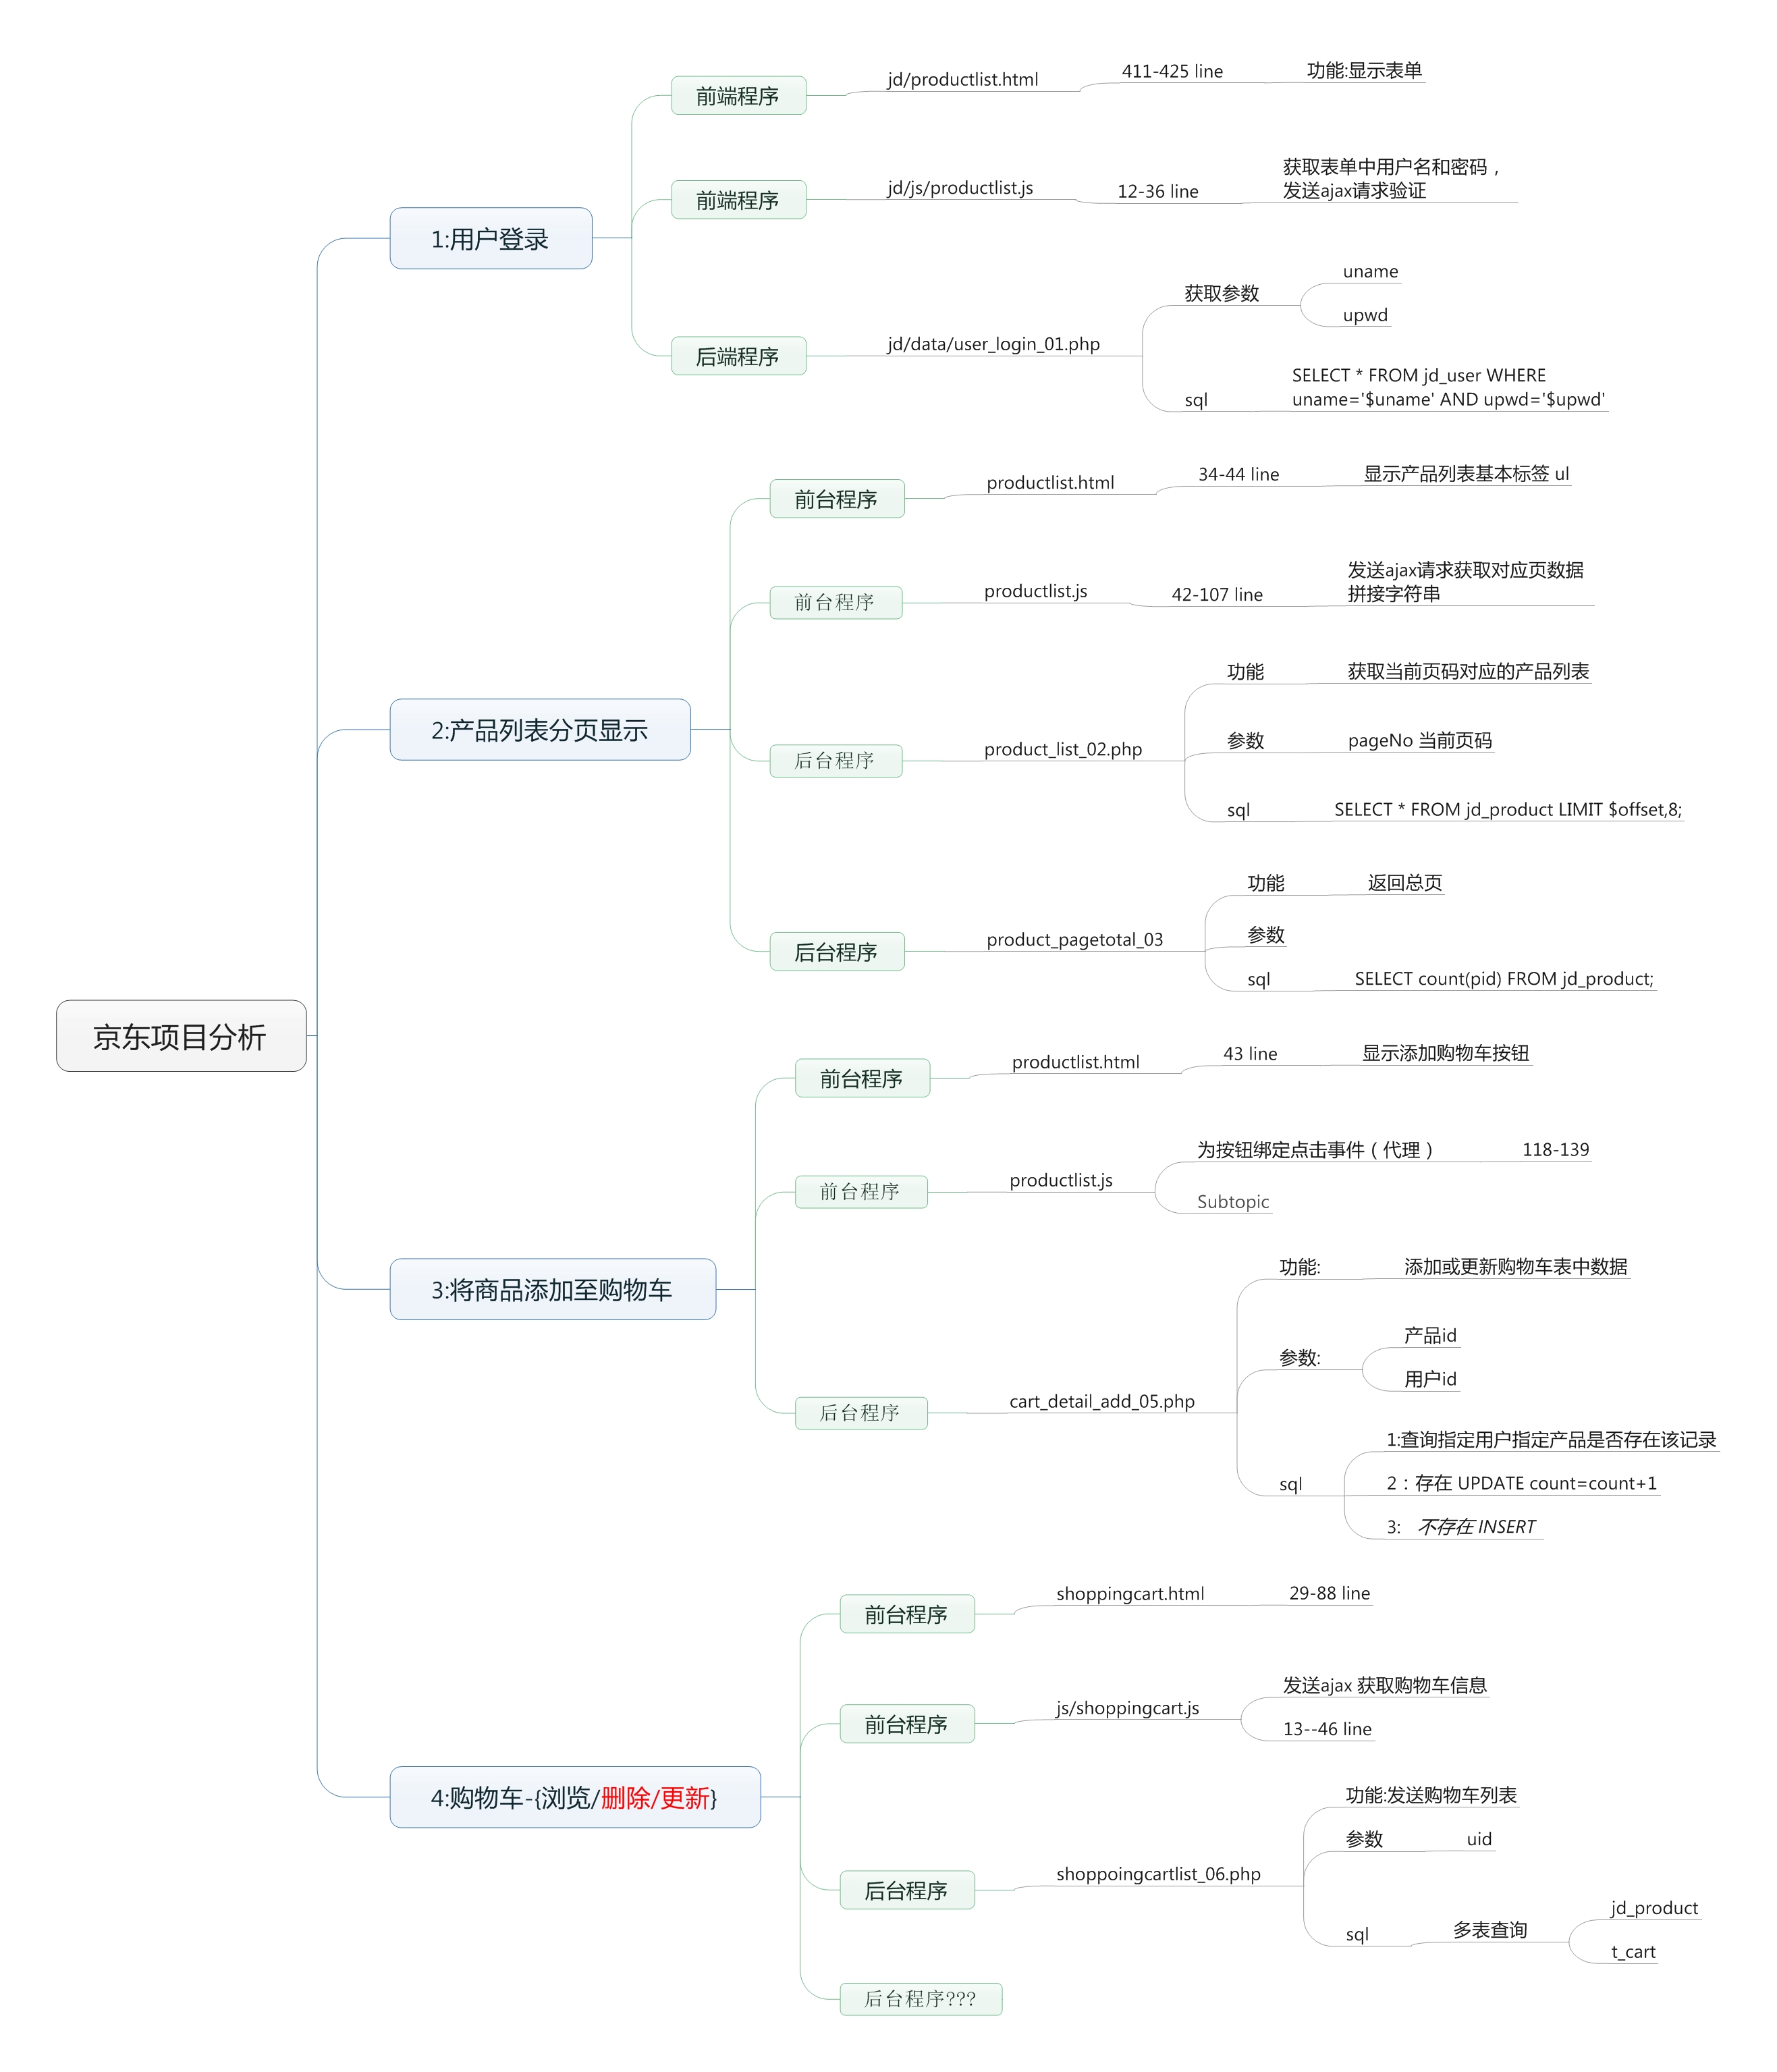 京东项目分析
1:用户登录
前端程序
jd/productlist.html
411-425 line
功能:显示表单
前端程序
jd/js/productlist.js
12-36 line
获取表单中用户名和密码，
发送ajax请求验证
后端程序
jd/data/user_login_01.php
获取参数
uname
upwd
sql
SELECT * FROM jd_user WHERE
uname='$uname' AND upwd='$upwd'
2:产品列表分页显示
前台程序
productlist.html
34-44 line
显示产品列表基本标签 ul
前台程序
productlist.js
42-107 line
发送ajax请求获取对应页数据
拼接字符串
后台程序
product_list_02.php
功能
获取当前页码对应的产品列表
参数
pageNo 当前页码
sql
SELECT * FROM jd_product LIMIT $offset,8;
后台程序
product_pagetotal_03
功能
返回总页
参数
sql
SELECT count(pid) FROM jd_product;
3:将商品添加至购物车
前台程序
productlist.html
43 line
显示添加购物车按钮
前台程序
productlist.js
为按钮绑定点击事件（代理）
118-139
Subtopic
后台程序
cart_detail_add_05.php
功能:
添加或更新购物车表中数据
参数:
产品id
用户id
sql
1:查询指定用户指定产品是否存在该记录
2：存在 UPDATE count=count+1
3: 不存在 INSERT
4:购物车-{浏览/删除/更新}
前台程序
shoppingcart.html
29-88 line
前台程序
js/shoppingcart.js
发送ajax 获取购物车信息
13--46 line
后台程序
shoppoingcartlist_06.php
功能:发送购物车列表
参数
uid
sql
多表查询
jd_product
t_cart
后台程序???